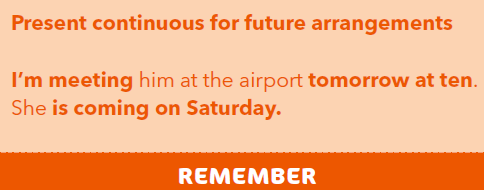 Present continuous for future arrangements
I'm meeting him at the airport tomorrow at ten.
She is coming on Saturday.
REMEMBER